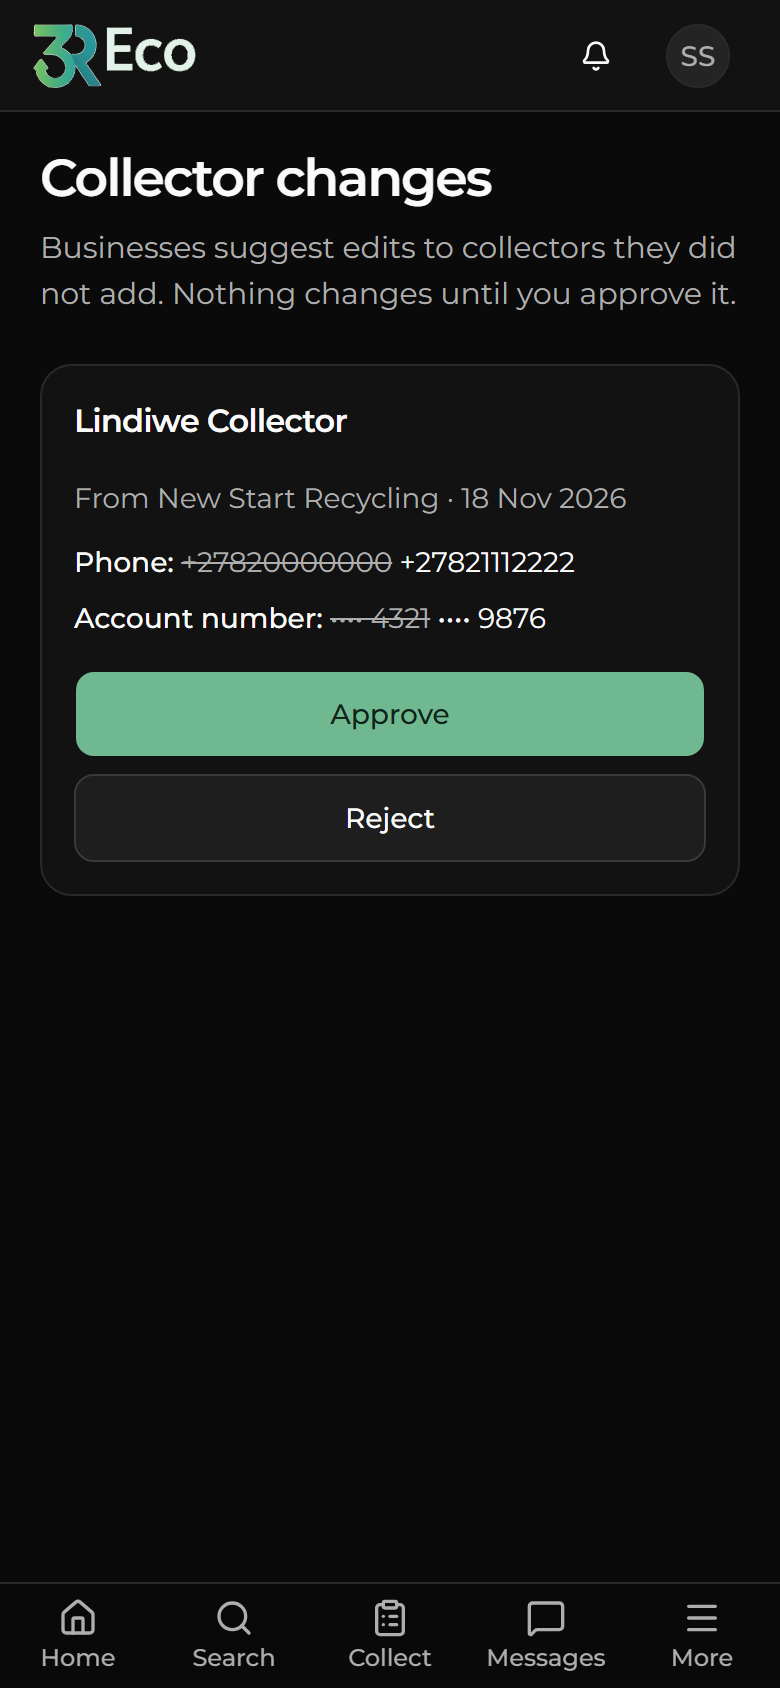 3R Eco
SS
Collector changes
Businesses suggest edits to collectors they did
not add. Nothing changes until you approve it.
Lindiwe Collector
From New Start Recycling · 18 Nov 2026
Phone: +27820000000 +27821112222
Account number: •••• 4321 •••• 9876
Approve
Reject
Home Search Collect Messages More